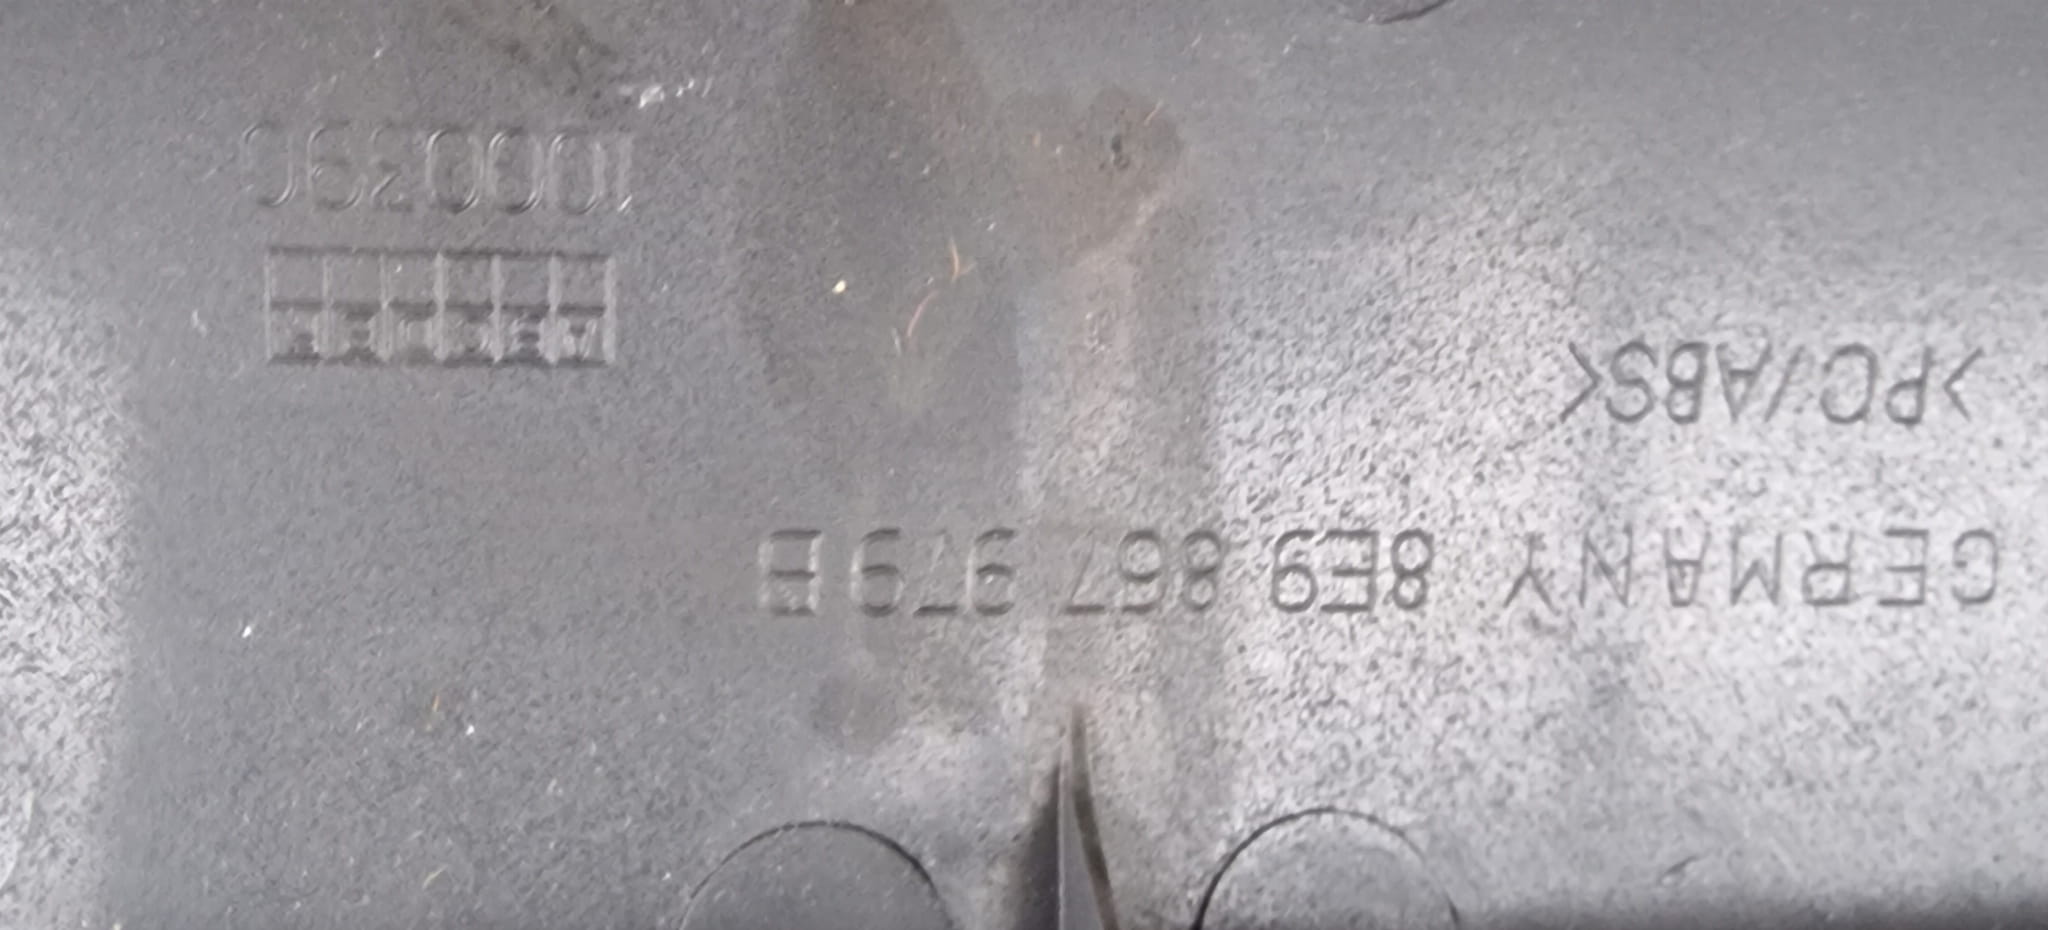 GERMANY 8E9 867 979 B
>PC/ABS<
A B C D E F